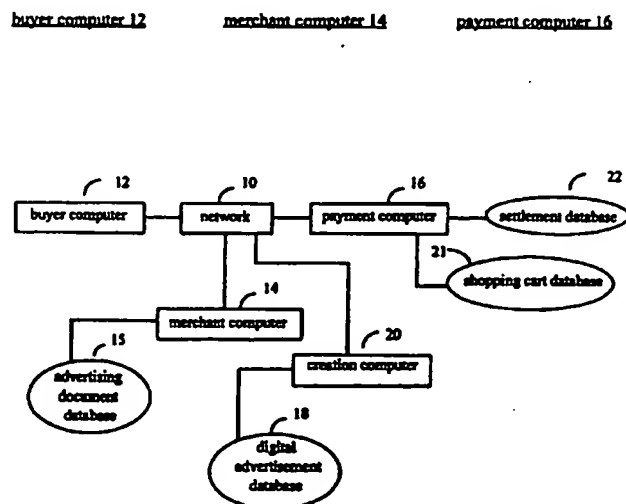 buyer computer 12 merchant computer 14 payment computer 16
12 10 16 22
buyer computer network payment computer settlement database
21
shopping cart database
14
merchant computer
15 20
advertising document database
creation computer
18
digital advertisement database